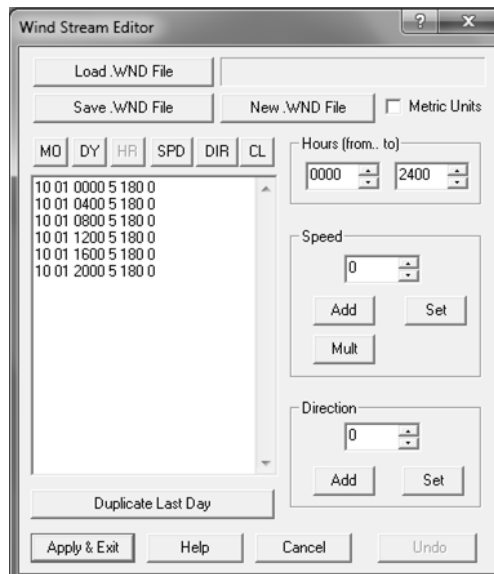 Wind Stream Editor
Load .WND File
Save .WND File New .WND File Metric Units
MO DY HR SPD DIR CL
10 01 0000 5 180 0
10 01 0400 5 180 0
10 01 0800 5 180 0
10 01 1200 5 180 0
10 01 1600 5 180 0
10 01 2000 5 180 0
Duplicate Last Day
Hours (from.. to)
0000 2400
Speed
0
Add Set
Mult
Direction
0
Add Set
Apply & Exit Help Cancel Undo